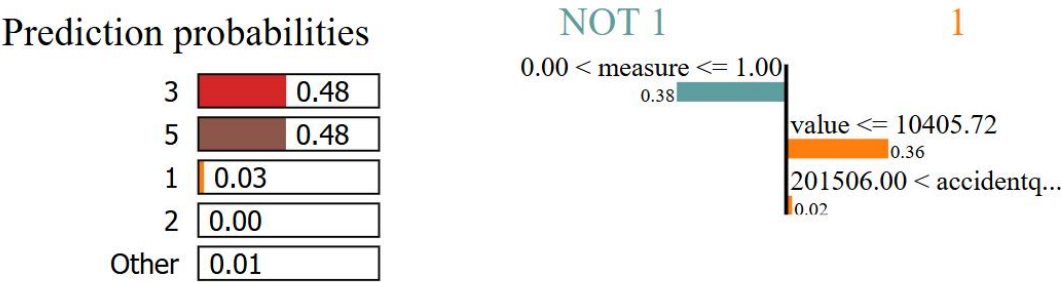 Prediction probabilities
3 0.48
5 0.48
1 0.03
2 0.00
Other 0.01
NOT 1 1
0.00 < measure <= 1.00
0.38
value <= 10405.72
0.36
201506.00 < accidentq...
0.02